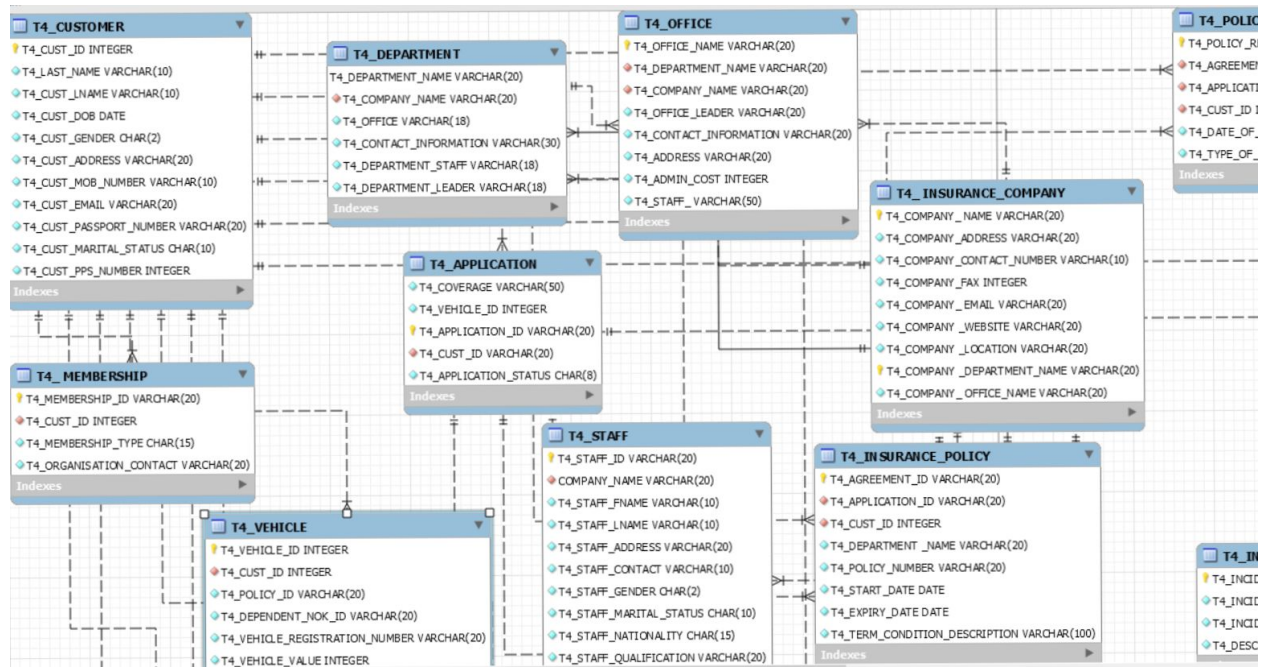 T4_CUSTOMER
T4_CUST_ID INTEGER
T4_LAST_NAME VARCHAR(10)
T4_CUST_LNAME VARCHAR(10)
T4_CUST_DOB DATE
T4_CUST_GENDER CHAR(2)
T4_CUST_ADDRESS VARCHAR(20)
T4_CUST_MOB_NUMBER VARCHAR(10)
T4_CUST_EMAIL VARCHAR(20)
T4_CUST_PASSPORT_NUMBER VARCHAR(20)
T4_CUST_MARITAL_STATUS CHAR(10)
T4_CUST_PPS_NUMBER INTEGER
Indexes
T4_DEPARTMENT
T4_DEPARTMENT_NAME VARCHAR(20)
T4_COMPANY_NAME VARCHAR(20)
T4_OFFICE VARCHAR(18)
T4_CONTACT_INFORMATION VARCHAR(30)
T4_DEPARTMENT_STAFF VARCHAR(18)
T4_DEPARTMENT_LEADER VARCHAR(18)
Indexes
T4_OFFICE
T4_OFFICE_NAME VARCHAR(20)
T4_DEPARTMENT_NAME VARCHAR(20)
T4_COMPANY_NAME VARCHAR(20)
T4_OFFICE_LEADER VARCHAR(20)
T4_CONTACT_INFORMATION VARCHAR(20)
T4_ADDRESS VARCHAR(20)
T4_ADMIN_COST INTEGER
T4_STAFF_VARCHAR(50)
Indexes
T4_POLIC
T4_POLICY_R
T4_AGREEMEN
T4_APPLICATI
T4_CUST_ID I
T4_DATE_OF_
T4_TYPE_OF_
Indexes
T4_INSURANCE_COMPANY
T4_COMPANY_NAME VARCHAR(20)
T4_COMPANY_ADDRESS VARCHAR(20)
T4_COMPANY_CONTACT_NUMBER VARCHAR(10)
T4_COMPANY_FAX INTEGER
T4_COMPANY_EMAIL VARCHAR(20)
T4_COMPANY_WEBSITE VARCHAR(20)
T4_COMPANY_LOCATION VARCHAR(20)
T4_COMPANY_DEPARTMENT_NAME VARCHAR(20)
T4_COMPANY_OFFICE_NAME VARCHAR(20)
Indexes
T4_APPLICATION
T4_COVERAGE VARCHAR(50)
T4_VEHICLE_ID INTEGER
T4_APPLICATION_ID VARCHAR(20)
T4_CUST_ID VARCHAR(20)
T4_APPLICATION_STATUS CHAR(8)
Indexes
T4_MEMBERSHIP
T4_MEMBERSHIP_ID VARCHAR(20)
T4_CUST_ID INTEGER
T4_MEMBERSHIP_TYPE CHAR(15)
T4_ORGANISATION_CONTACT VARCHAR(20)
Indexes
T4_VEHICLE
T4_VEHICLE_ID INTEGER
T4_CUST_ID INTEGER
T4_POLICY_ID VARCHAR(20)
T4_DEPENDENT_NOK_ID VARCHAR(20)
T4_VEHICLE_REGISTRATION_NUMBER VARCHAR(20)
T4_VEHICLE_VALUE INTEGER
T4_STAFF
T4_STAFF_ID VARCHAR(20)
COMPANY_NAME VARCHAR(20)
T4_STAFF_FNAME VARCHAR(10)
T4_STAFF_LNAME VARCHAR(10)
T4_STAFF_ADDRESS VARCHAR(20)
T4_STAFF_CONTACT VARCHAR(10)
T4_STAFF_GENDER CHAR(2)
T4_STAFF_MARITAL_STATUS CHAR(10)
T4_STAFF_NATIONALITY CHAR(15)
T4_STAFF_QUALIFICATION VARCHAR(20)
T4_INSURANCE_POLICY
T4_AGREEMENT_ID VARCHAR(20)
T4_APPLICATION_ID VARCHAR(20)
T4_CUST_ID INTEGER
T4_DEPARTMENT_NAME VARCHAR(20)
T4_POLICY_NUMBER VARCHAR(20)
T4_START_DATE DATE
T4_EXPIRY_DATE DATE
T4_TERM_CONDITION_DESCRIPTION VARCHAR(100)
Indexes
T4_IN
T4_INCID
T4_INCID
T4_INCID
T4_DESC